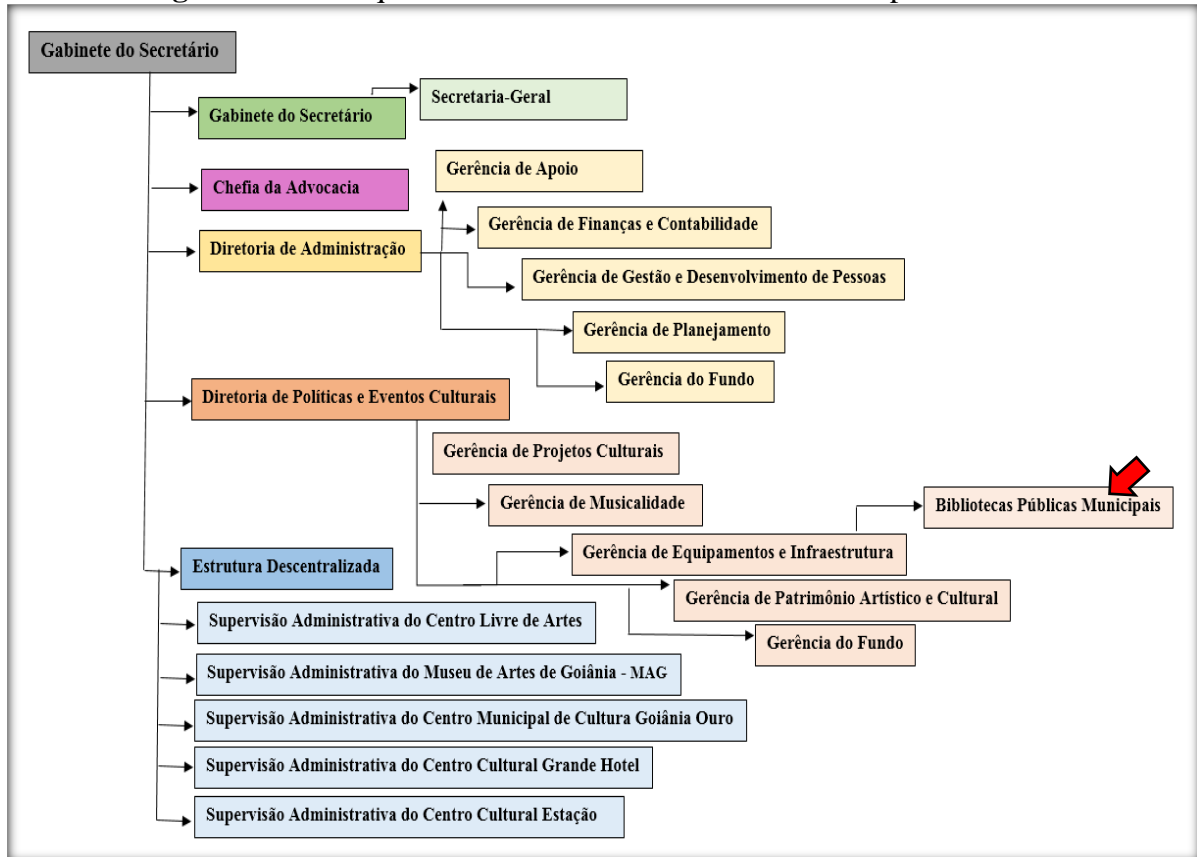 Gabinete do Secretário
Secretaria-Geral
Gabinete do Secretário
Gerência de Apoio
Chefia da Advocacia
Gerência de Finanças e Contabilidade
Diretoria de Administração
Gerência de Gestão e Desenvolvimento de Pessoas
Gerência de Planejamento
Gerência do Fundo
Diretoria de Políticas e Eventos Culturais
Gerência de Projetos Culturais
Gerência de Musicalidade
Bibliotecas Públicas Municipais
Gerência de Equipamentos e Infraestrutura
Estrutura Descentralizada
Gerência de Patrimônio Artístico e Cultural
Supervisão Administrativa do Centro Livre de Artes
Gerência do Fundo
Supervisão Administrativa do Museu de Artes de Goiânia - MAG
Supervisão Administrativa do Centro Municipal de Cultura Goiânia Ouro
Supervisão Administrativa do Centro Cultural Grande Hotel
Supervisão Administrativa do Centro Cultural Estação